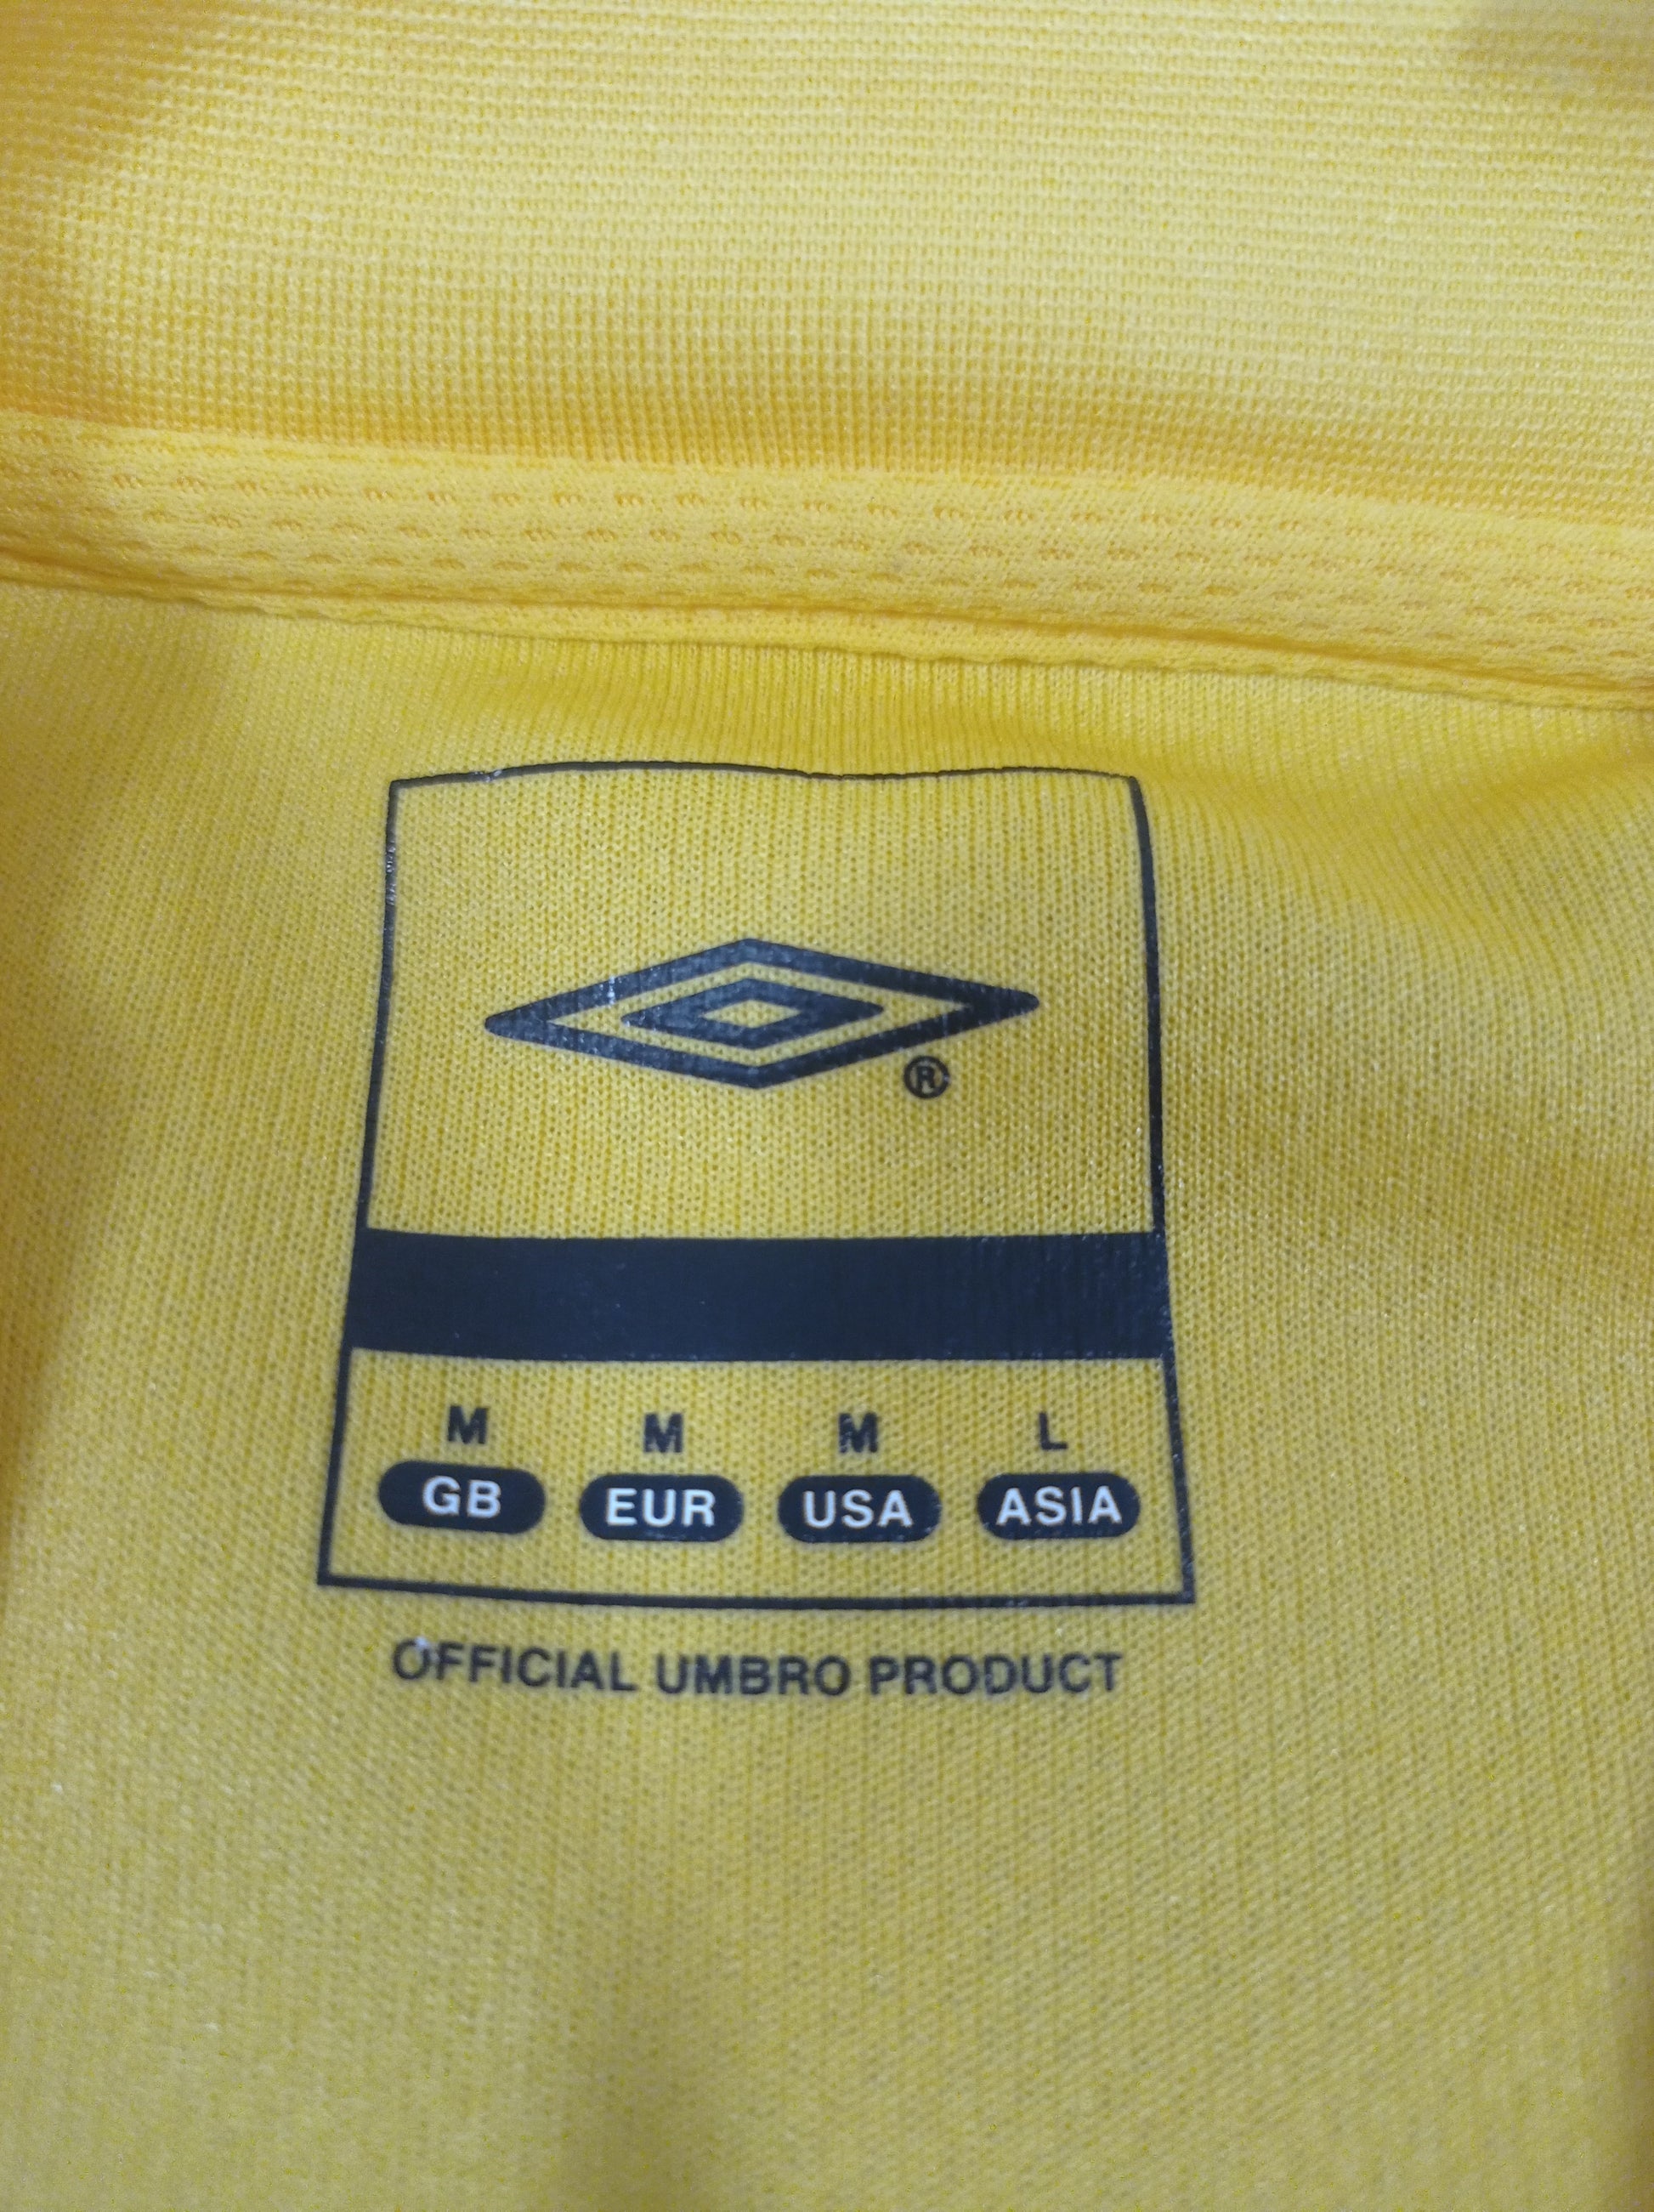 ®
M M M L
GB EUR USA ASIA
OFFICIAL UMBRO PRODUCT